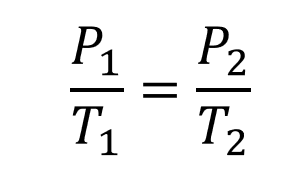 P₁/T₁ = P₂/T₂